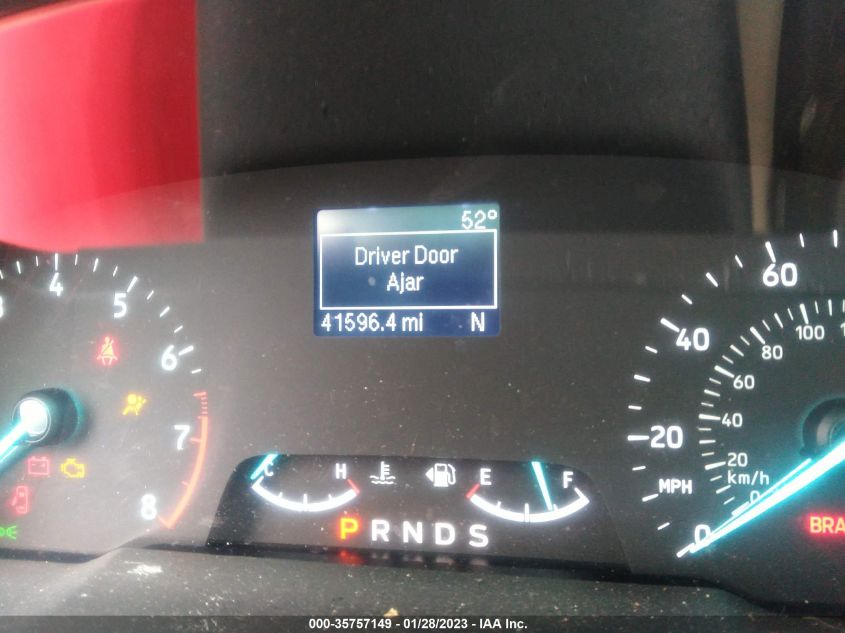 52°
Driver Door
Ajar
41596.4 mi N
4
5
6
7
8
C H
E F
P R N D S
60
40
20
0
MPH
100
80
60
40
20
km/h
0
BRA
000-35757149 - 01/28/2023 - IAA Inc.